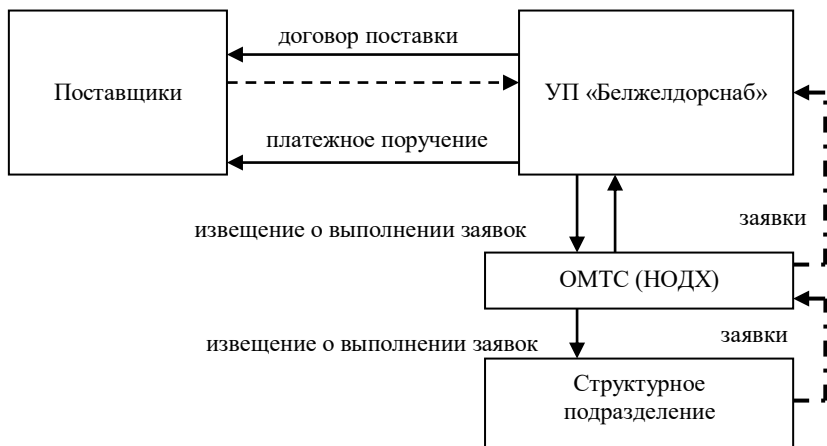 договор поставки
Поставщики
УП «Белжелдорснаб»
платежное поручение
извещение о выполнении заявок
заявки
ОМТС (НОДХ)
извещение о выполнении заявок
заявки
Структурное
подразделение